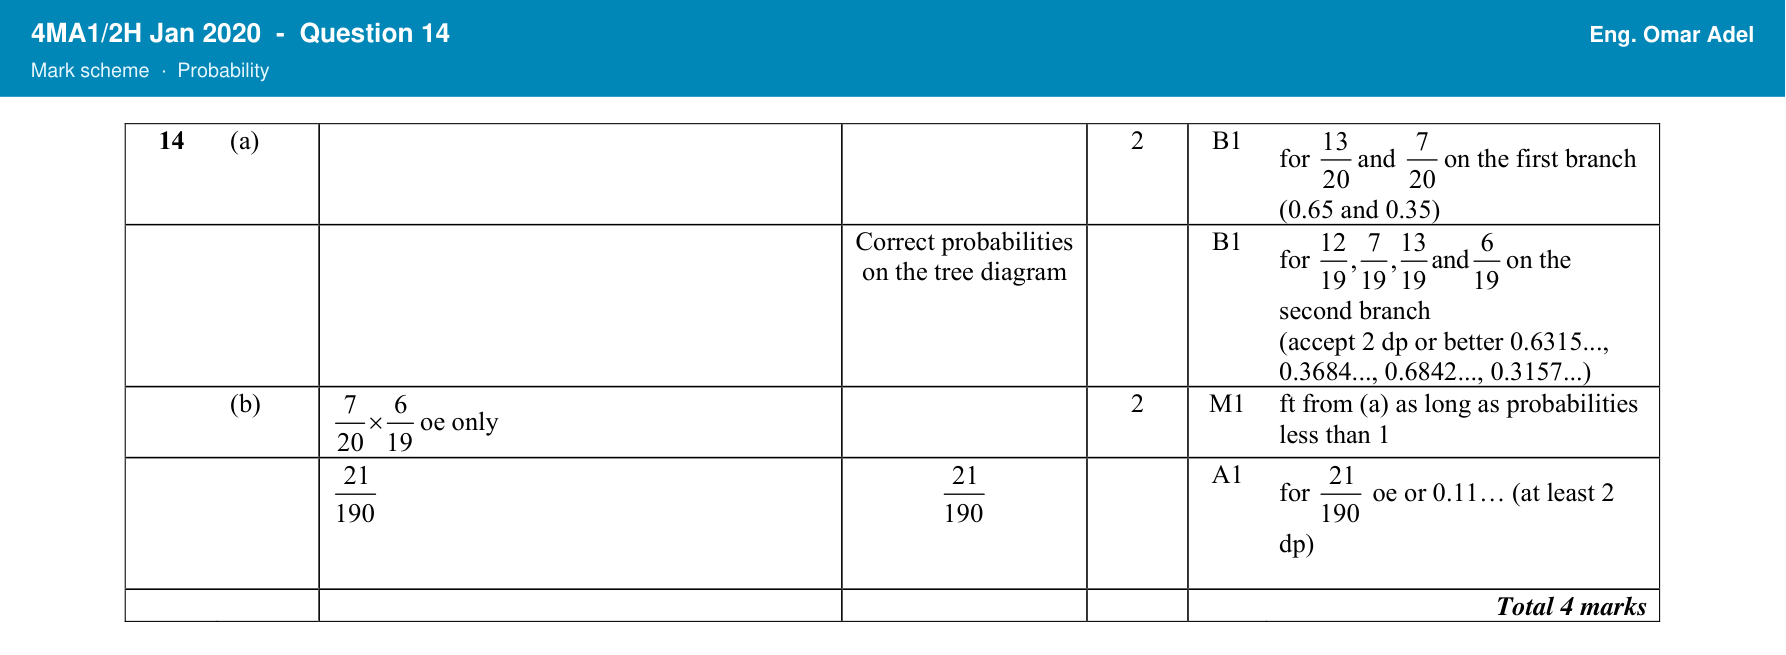 4MA1/2H Jan 2020 - Question 14
Eng. Omar Adel
Mark scheme · Probability
14 (a) 2 B1 for 13/20 and 7/20 on the first branch
(0.65 and 0.35)
Correct probabilities
on the tree diagram
B1 for 12/19, 7/19, 13/19 and 6/19 on the
second branch
(accept 2 dp or better 0.6315...,
0.3684..., 0.6842..., 0.3157...)
(b) 7/20 × 6/19 oe only 2 M1 ft from (a) as long as probabilities
less than 1
21/190 21/190 A1 for 21/190 oe or 0.11… (at least 2
dp)
Total 4 marks